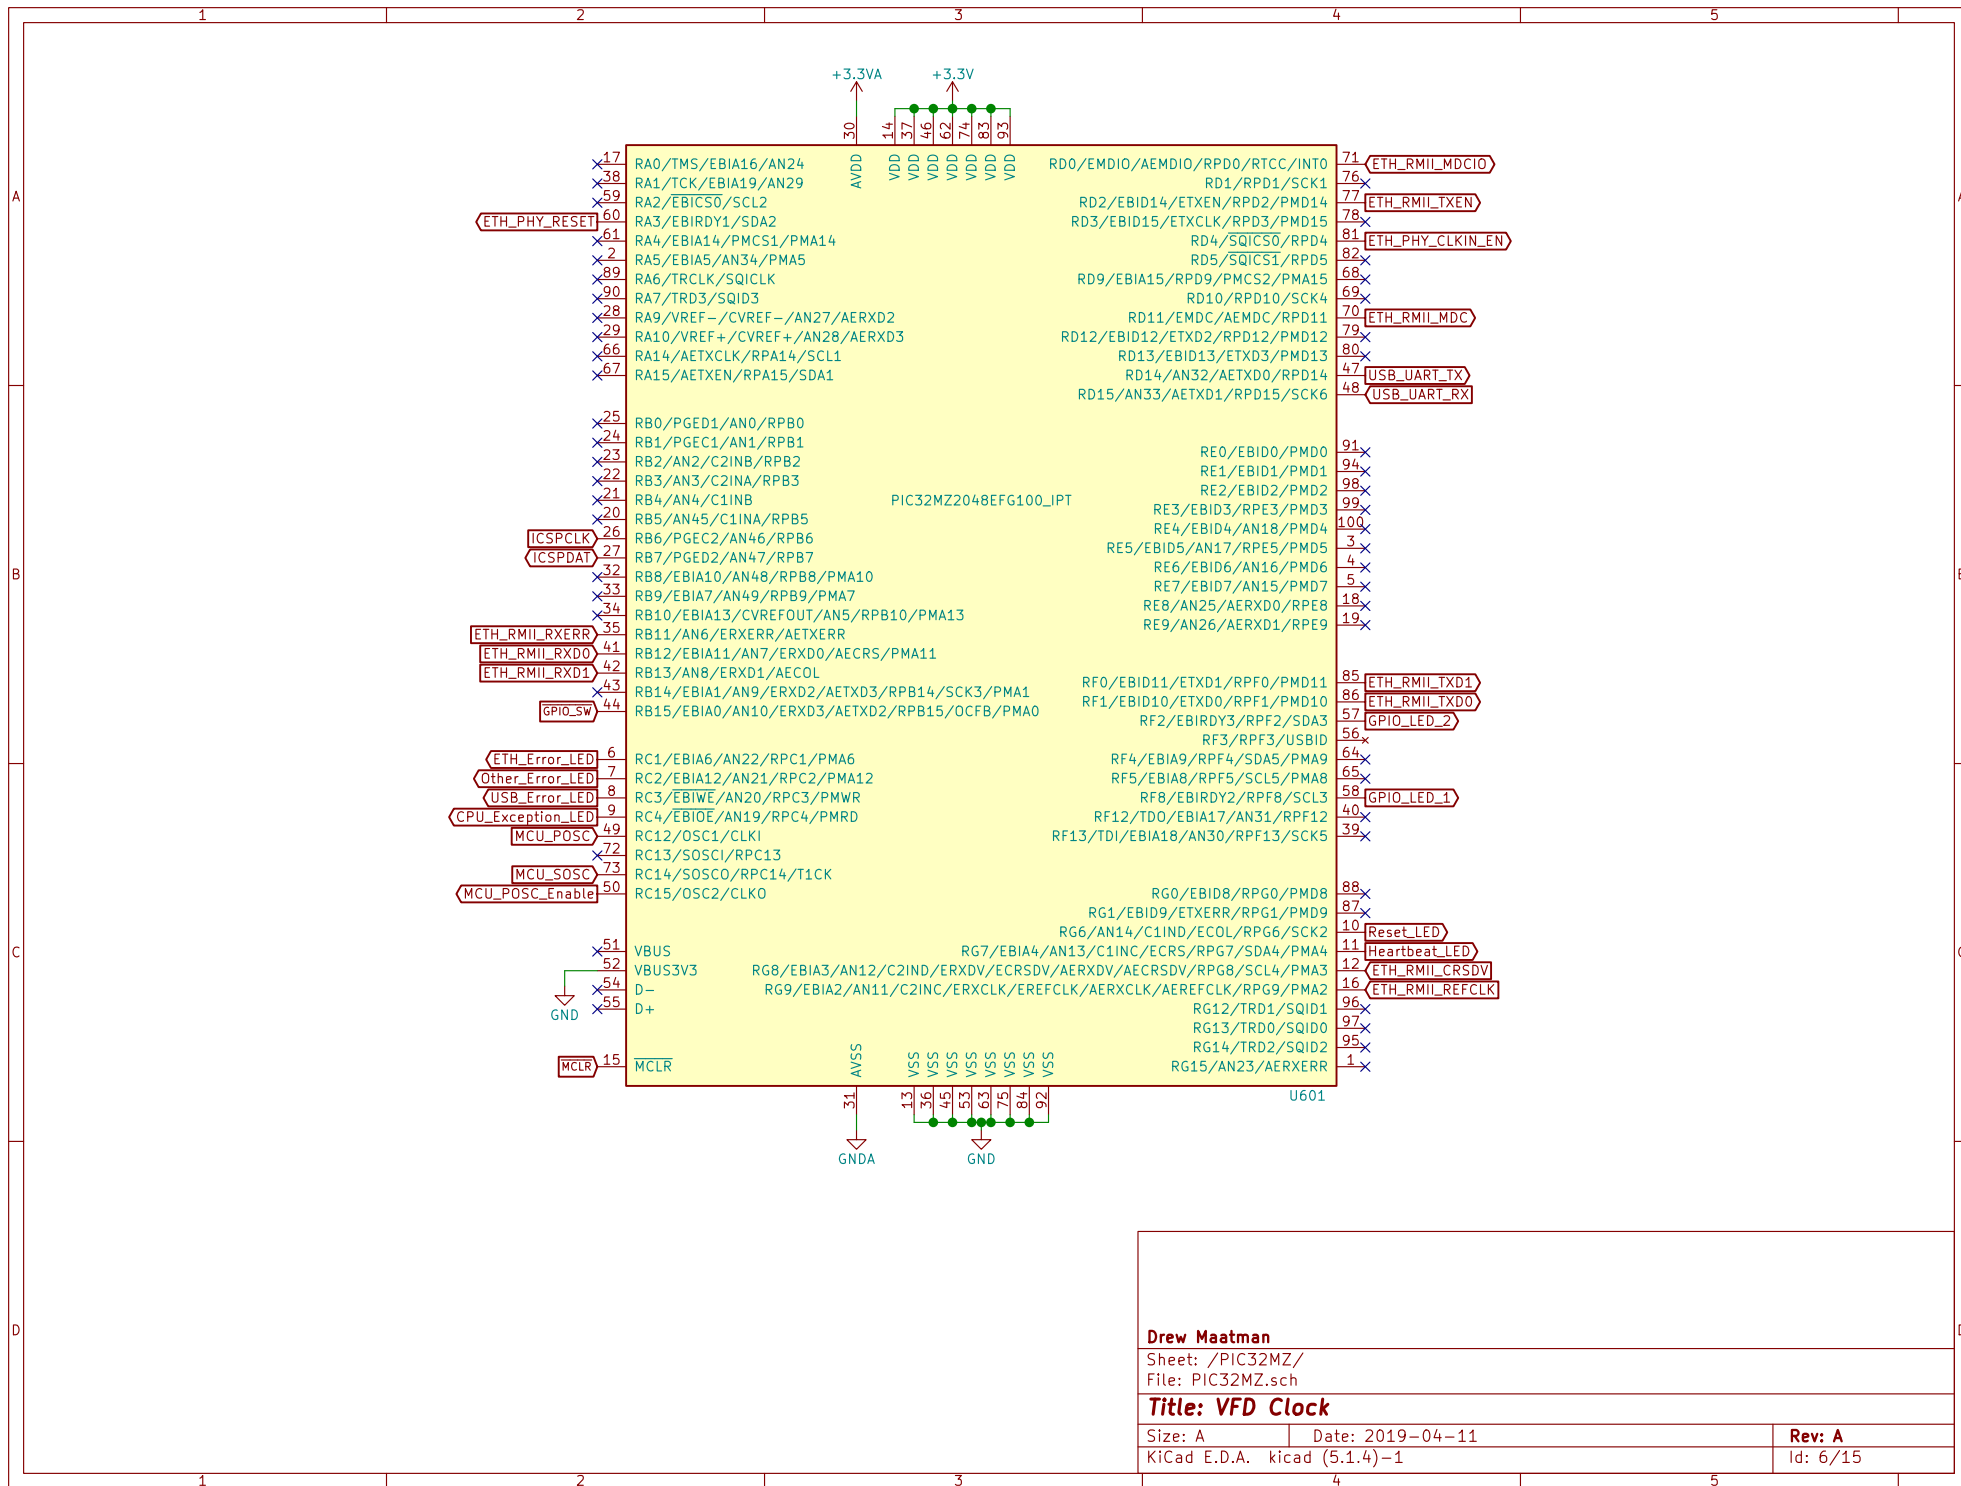 1 2 3 4 5
+3.3VA +3.3V
30 14 37 46 62 74 83 93
AVDD VDD VDD VDD VDD VDD VDD VDD
A
B
C
D
17 RA0/TMS/EBIA16/AN24
38 RA1/TCK/EBIA19/AN29
59 RA2/EBICS0/SCL2
ETH_PHY_RESET 60 RA3/EBIRDY1/SDA2
61 RA4/EBIA14/PMCS1/PMA14
2 RA5/EBIA5/AN34/PMA5
89 RA6/TRCLK/SQICLK
90 RA7/TRD3/SQID3
28 RA9/VREF-/CVREF-/AN27/AERXD2
29 RA10/VREF+/CVREF+/AN28/AERXD3
66 RA14/AETXCLK/RPA14/SCL1
67 RA15/AETXEN/RPA15/SDA1
25 RB0/PGED1/AN0/RPB0
24 RB1/PGEC1/AN1/RPB1
23 RB2/AN2/C2INB/RPB2
22 RB3/AN3/C2INA/RPB3
21 RB4/AN4/C1INB
20 RB5/AN45/C1INA/RPB5
ICSPCLK 26 RB6/PGEC2/AN46/RPB6
ICSPDAT 27 RB7/PGED2/AN47/RPB7
32 RB8/EBIA10/AN48/RPB8/PMA10
33 RB9/EBIA7/AN49/RPB9/PMA7
34 RB10/EBIA13/CVREFOUT/AN5/RPB10/PMA13
ETH_RMII_RXERR 35 RB11/AN6/ERXERR/AETXERR
ETH_RMII_RXD0 41 RB12/EBIA11/AN7/ERXD0/AECRS/PMA11
ETH_RMII_RXD1 42 RB13/AN8/ERXD1/AECOL
43 RB14/EBIA1/AN9/ERXD2/AETXD3/RPB14/SCK3/PMA1
GPIO_SW 44 RB15/EBIA0/AN10/ERXD3/AETXD2/RPB15/OCFB/PMA0
ETH_Error_LED 6 RC1/EBIA6/AN22/RPC1/PMA6
Other_Error_LED 7 RC2/EBIA12/AN21/RPC2/PMA12
USB_Error_LED 8 RC3/EBIWE/AN20/RPC3/PMWR
CPU_Exception_LED 9 RC4/EBIOE/AN19/RPC4/PMRD
MCU_POSC 49 RC12/OSC1/CLKI
72 RC13/SOSCI/RPC13
MCU_SOSC 73 RC14/SOSCO/RPC14/T1CK
MCU_POSC_Enable 50 RC15/OSC2/CLKO
51 VBUS
52 VBUS3V3
54 D-
55 D+
GND
MCLR 15 MCLR
PIC32MZ2048EFG100_IPT
RD0/EMDIO/AEMDIO/RPD0/RTCC/INT0 71 ETH_RMII_MDCIO
RD1/RPD1/SCK1 76
RD2/EBID14/ETXEN/RPD2/PMD14 77 ETH_RMII_TXEN
RD3/EBID15/ETXCLK/RPD3/PMD15 78
RD4/SQICS0/RPD4 81 ETH_PHY_CLKIN_EN
RD5/SQICS1/RPD5 82
RD9/EBIA15/RPD9/PMCS2/PMA15 68
RD10/RPD10/SCK4 69
RD11/EMDC/AEMDC/RPD11 70 ETH_RMII_MDC
RD12/EBID12/ETXD2/RPD12/PMD12 79
RD13/EBID13/ETXD3/PMD13 80
RD14/AN32/AETXD0/RPD14 47 USB_UART_TX
RD15/AN33/AETXD1/RPD15/SCK6 48 USB_UART_RX
RE0/EBID0/PMD0 91
RE1/EBID1/PMD1 94
RE2/EBID2/PMD2 98
RE3/EBID3/RPE3/PMD3 99
RE4/EBID4/AN18/PMD4 100
RE5/EBID5/AN17/RPE5/PMD5 3
RE6/EBID6/AN16/PMD6 4
RE7/EBID7/AN15/PMD7 5
RE8/AN25/AERXD0/RPE8 18
RE9/AN26/AERXD1/RPE9 19
RF0/EBID11/ETXD1/RPF0/PMD11 85 ETH_RMII_TXD1
RF1/EBID10/ETXD0/RPF1/PMD10 86 ETH_RMII_TXD0
RF2/EBIRDY3/RPF2/SDA3 57 GPIO_LED_2
RF3/RPF3/USBID 56
RF4/EBIA9/RPF4/SDA5/PMA9 64
RF5/EBIA8/RPF5/SCL5/PMA8 65
RF8/EBIRDY2/RPF8/SCL3 58 GPIO_LED_1
RF12/TDO/EBIA17/AN31/RPF12 40
RF13/TDI/EBIA18/AN30/RPF13/SCK5 39
RG0/EBID8/RPG0/PMD8 88
RG1/EBID9/ETXERR/RPG1/PMD9 87
RG6/AN14/C1IND/ECOL/RPG6/SCK2 10 Reset_LED
RG7/EBIA4/AN13/C1INC/ECRS/RPG7/SDA4/PMA4 11 Heartbeat_LED
RG8/EBIA3/AN12/C2IND/ERXDV/ECRSDV/AERXDV/AECRSDV/RPG8/SCL4/PMA3 12 ETH_RMII_CRSDV
RG9/EBIA2/AN11/C2INC/ERXCLK/EREFCLK/AERXCLK/AEREFCLK/RPG9/PMA2 16 ETH_RMII_REFCLK
RG12/TRD1/SQID1 96
RG13/TRD0/SQID0 97
RG14/TRD2/SQID2 95
RG15/AN23/AERXERR 1
AVSS VSS VSS VSS VSS VSS VSS VSS VSS
31 13 36 45 53 63 75 84 92
U601
GNDA GND
Drew Maatman
Sheet: /PIC32MZ/
File: PIC32MZ.sch
Title: VFD Clock
Size: A Date: 2019-04-11 Rev: A
KiCad E.D.A. kicad (5.1.4)-1 Id: 6/15
1 2 3 4 5